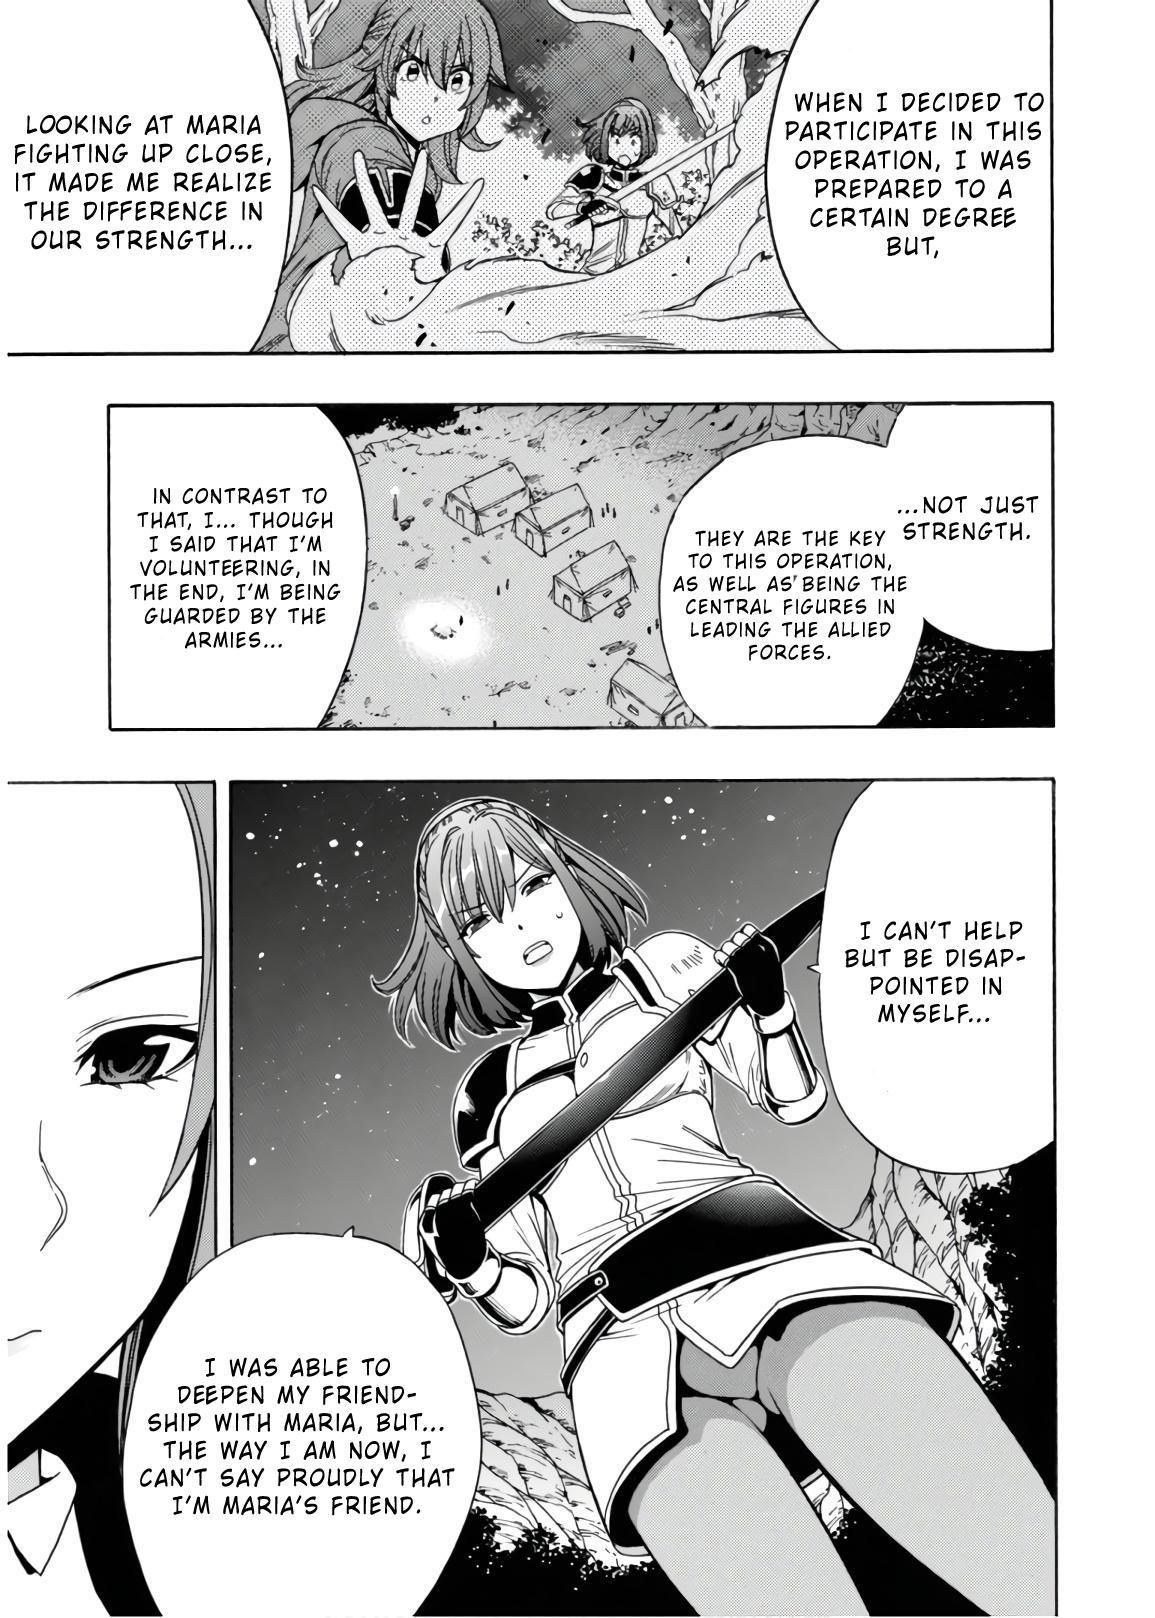 WHEN I DECIDED TO
PARTICIPATE IN THIS
OPERATION, I WAS
PREPARED TO A
CERTAIN DEGREE
BUT,
LOOKING AT MARIA
FIGHTING UP CLOSE,
IT MADE ME REALIZE
THE DIFFERENCE IN
OUR STRENGTH...
...NOT JUST
STRENGTH.
THEY ARE THE KEY
TO THIS OPERATION,
AS WELL AS BEING THE
CENTRAL FIGURES IN
LEADING THE ALLIED
FORCES.
IN CONTRAST TO
THAT, I... THOUGH
I SAID THAT I'M
VOLUNTEERING, IN
THE END, I'M BEING
GUARDED BY THE
ARMIES...
I CAN'T HELP
BUT BE DISAP-
POINTED IN
MYSELF...
I WAS ABLE TO
DEEPEN MY FRIEND-
SHIP WITH MARIA, BUT...
THE WAY I AM NOW, I
CAN'T SAY PROUDLY THAT
I'M MARIA'S FRIEND.